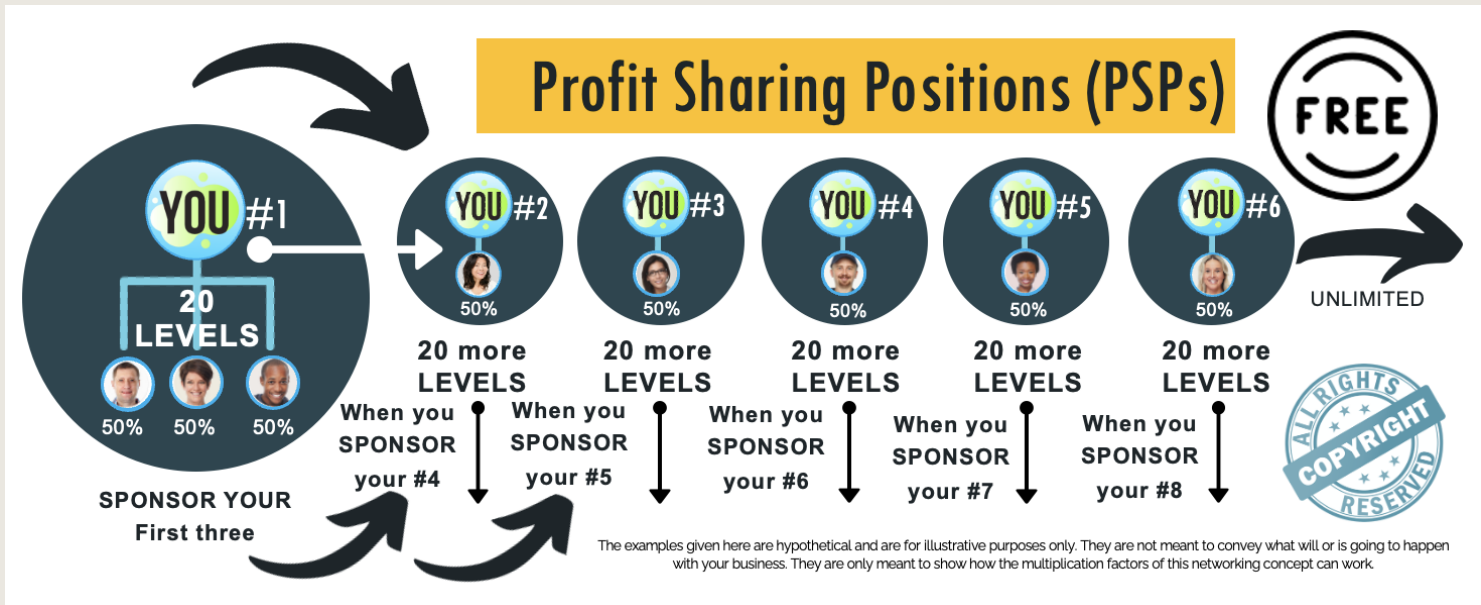 Profit Sharing Positions (PSPs)
FREE
YOU #1
20
LEVELS
50% 50% 50%
SPONSOR YOUR
First three
YOU #2
50%
20 more
LEVELS
When you
SPONSOR
your #4
YOU #3
50%
20 more
LEVELS
When you
SPONSOR
your #5
YOU #4
50%
20 more
LEVELS
When you
SPONSOR
your #6
YOU #5
50%
20 more
LEVELS
When you
SPONSOR
your #7
YOU #6
50%
20 more
LEVELS
When you
SPONSOR
your #8
UNLIMITED
ALL RIGHTS
COPYRIGHT
RESERVED
The examples given here are hypothetical and are for illustrative purposes only. They are not meant to convey what will or is going to happen
with your business. They are only meant to show how the multiplication factors of this networking concept can work.